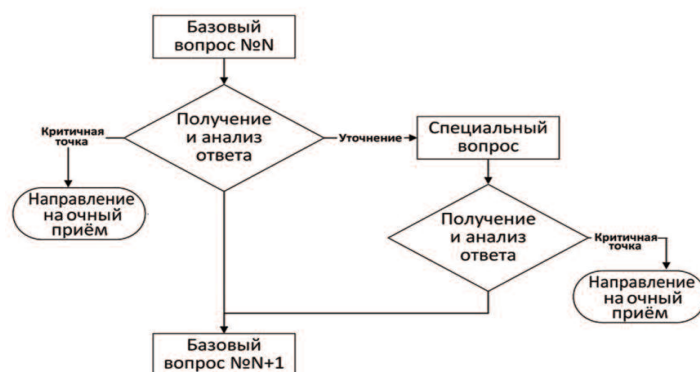 Базовый
вопрос №N
Получение
и анализ
ответа
Критичная
точка
Уточнение
Специальный
вопрос
Направление
на очный
приём
Получение
и анализ
ответа
Критичная
точка
Направление
на очный
приём
Базовый
вопрос №N+1